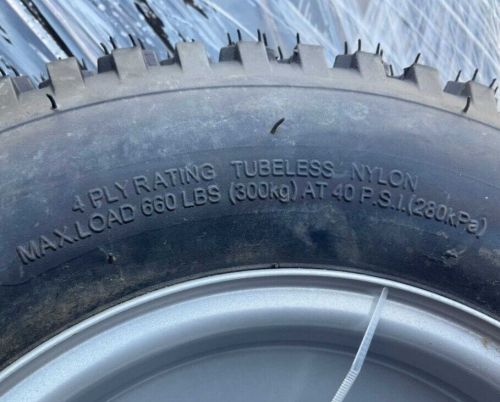 4 PLY RATING TUBELESS NYLON
MAX.LOAD 660 LBS (300kg) AT 40 P.S.I.(280kPa)